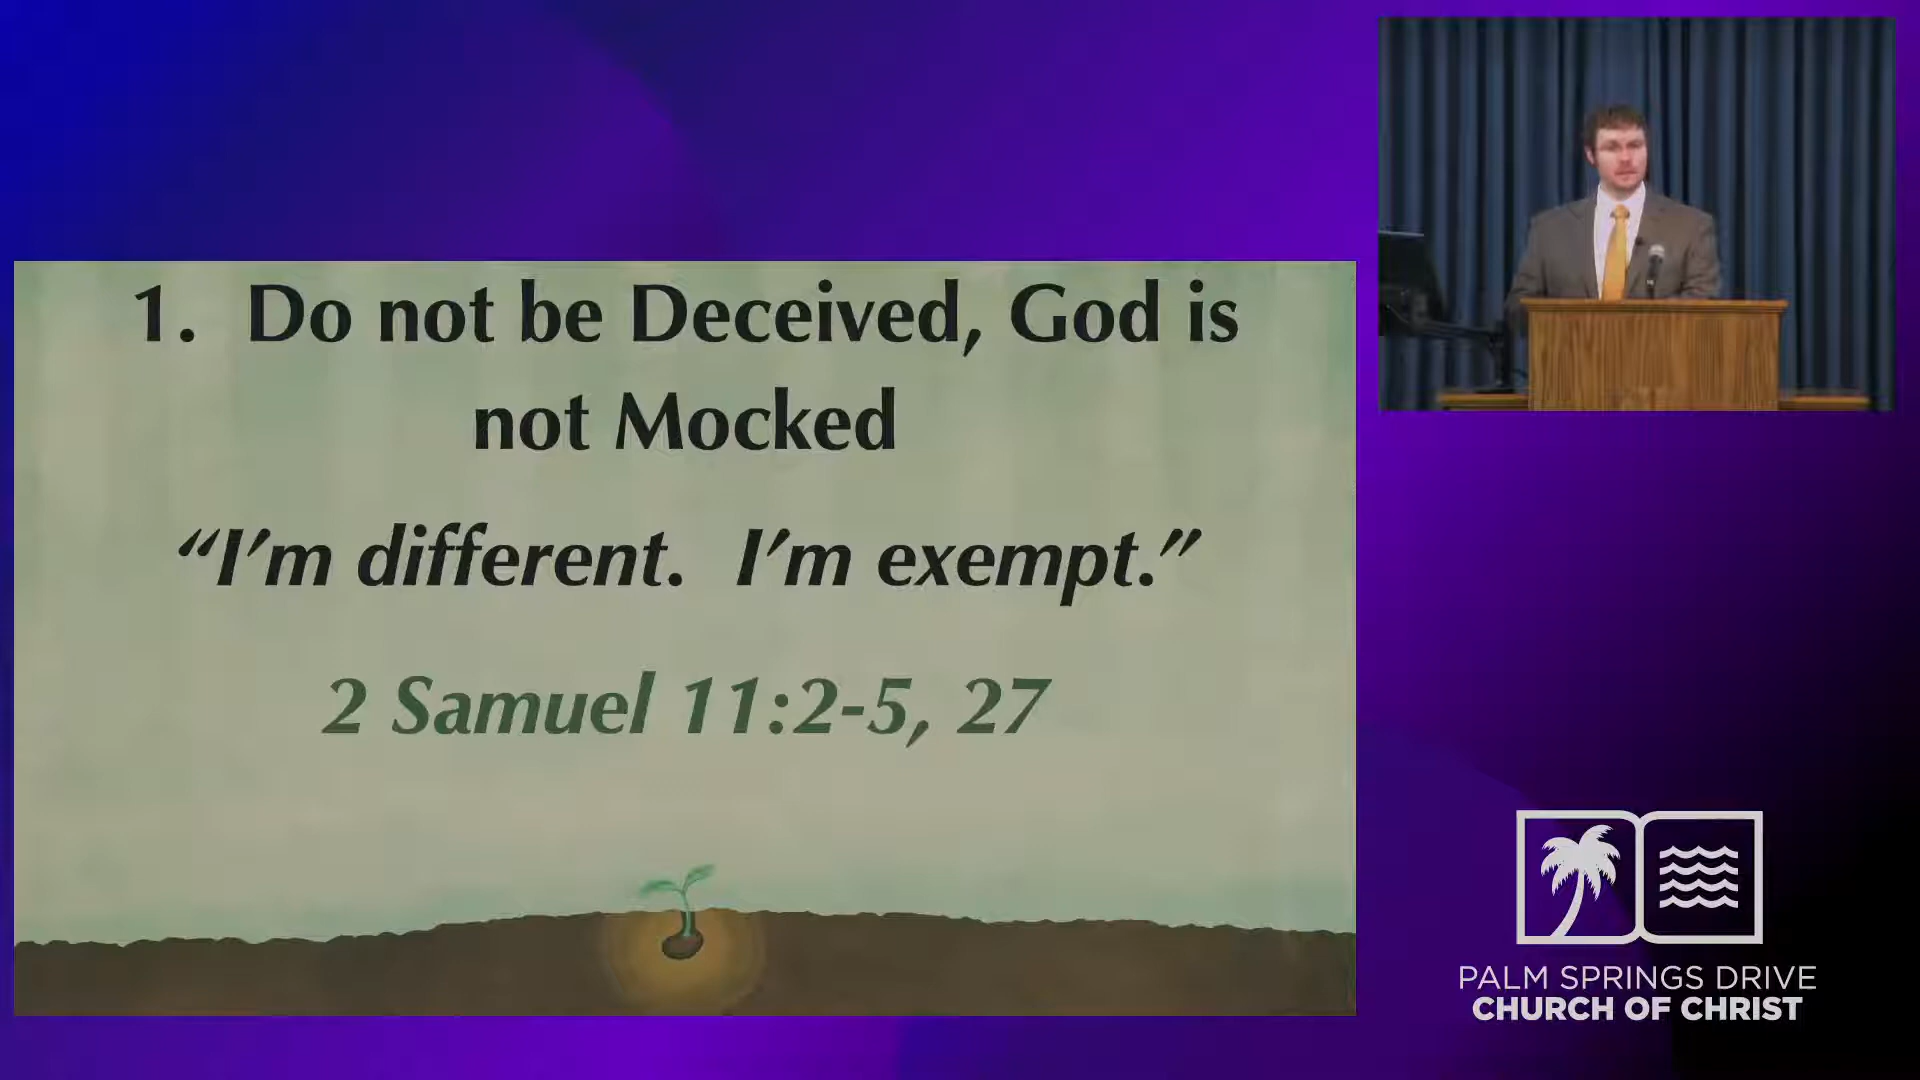 1. Do not be Deceived, God is
not Mocked
“I’m different. I’m exempt.”
2 Samuel 11:2-5, 27
PALM SPRINGS DRIVE
CHURCH OF CHRIST